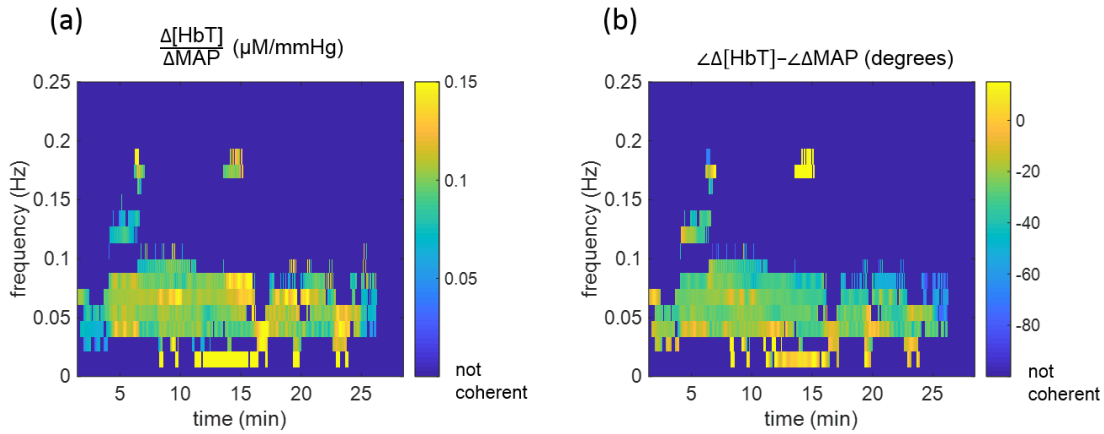 (a)
Δ[HbT]
ΔMAP
(µM/mmHg)
0.25
0.2
0.15
0.1
0.05
0
frequency (Hz)
5
10
15
20
25
time (min)
0.15
0.1
0.05
not
coherent
(b)
∠Δ[HbT]−∠ΔMAP (degrees)
0.25
0.2
0.15
0.1
0.05
0
frequency (Hz)
5
10
15
20
25
time (min)
0
-20
-40
-60
-80
not
coherent